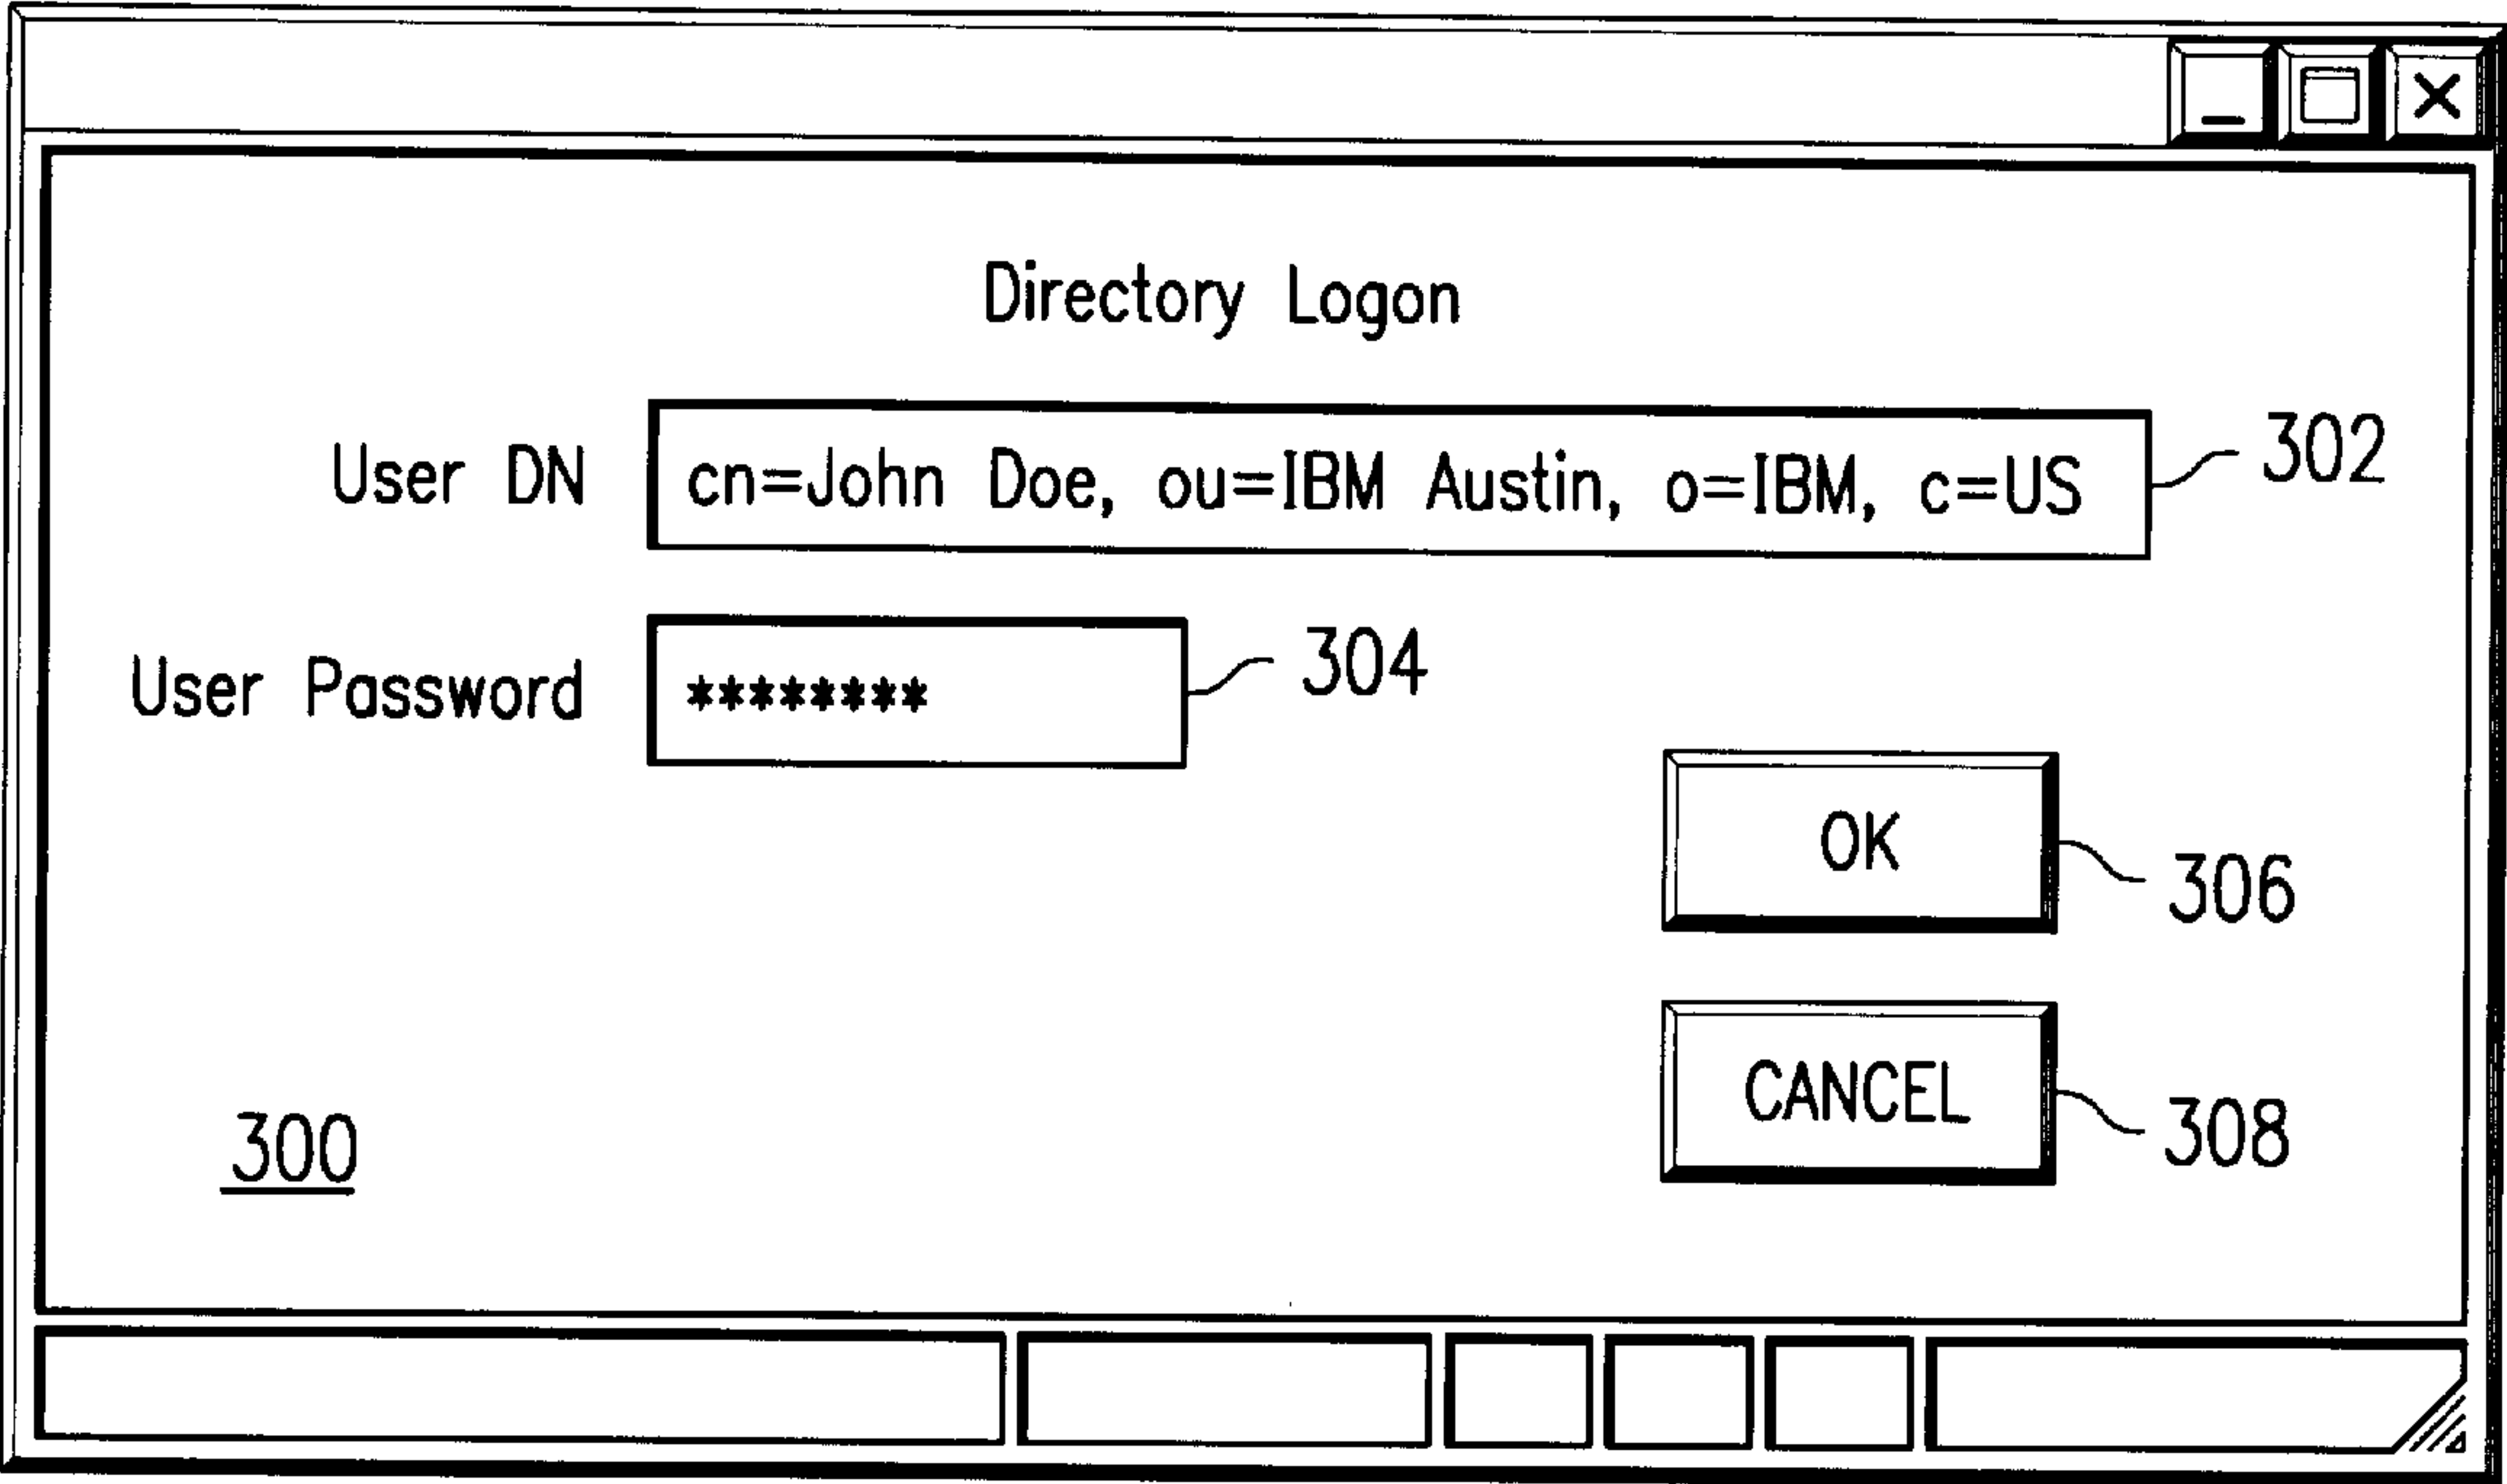 Directory Logon
User DN cn=John Doe, ou=IBM Austin, o=IBM, c=US 302
User Password ******** 304
OK 306
CANCEL 308
300